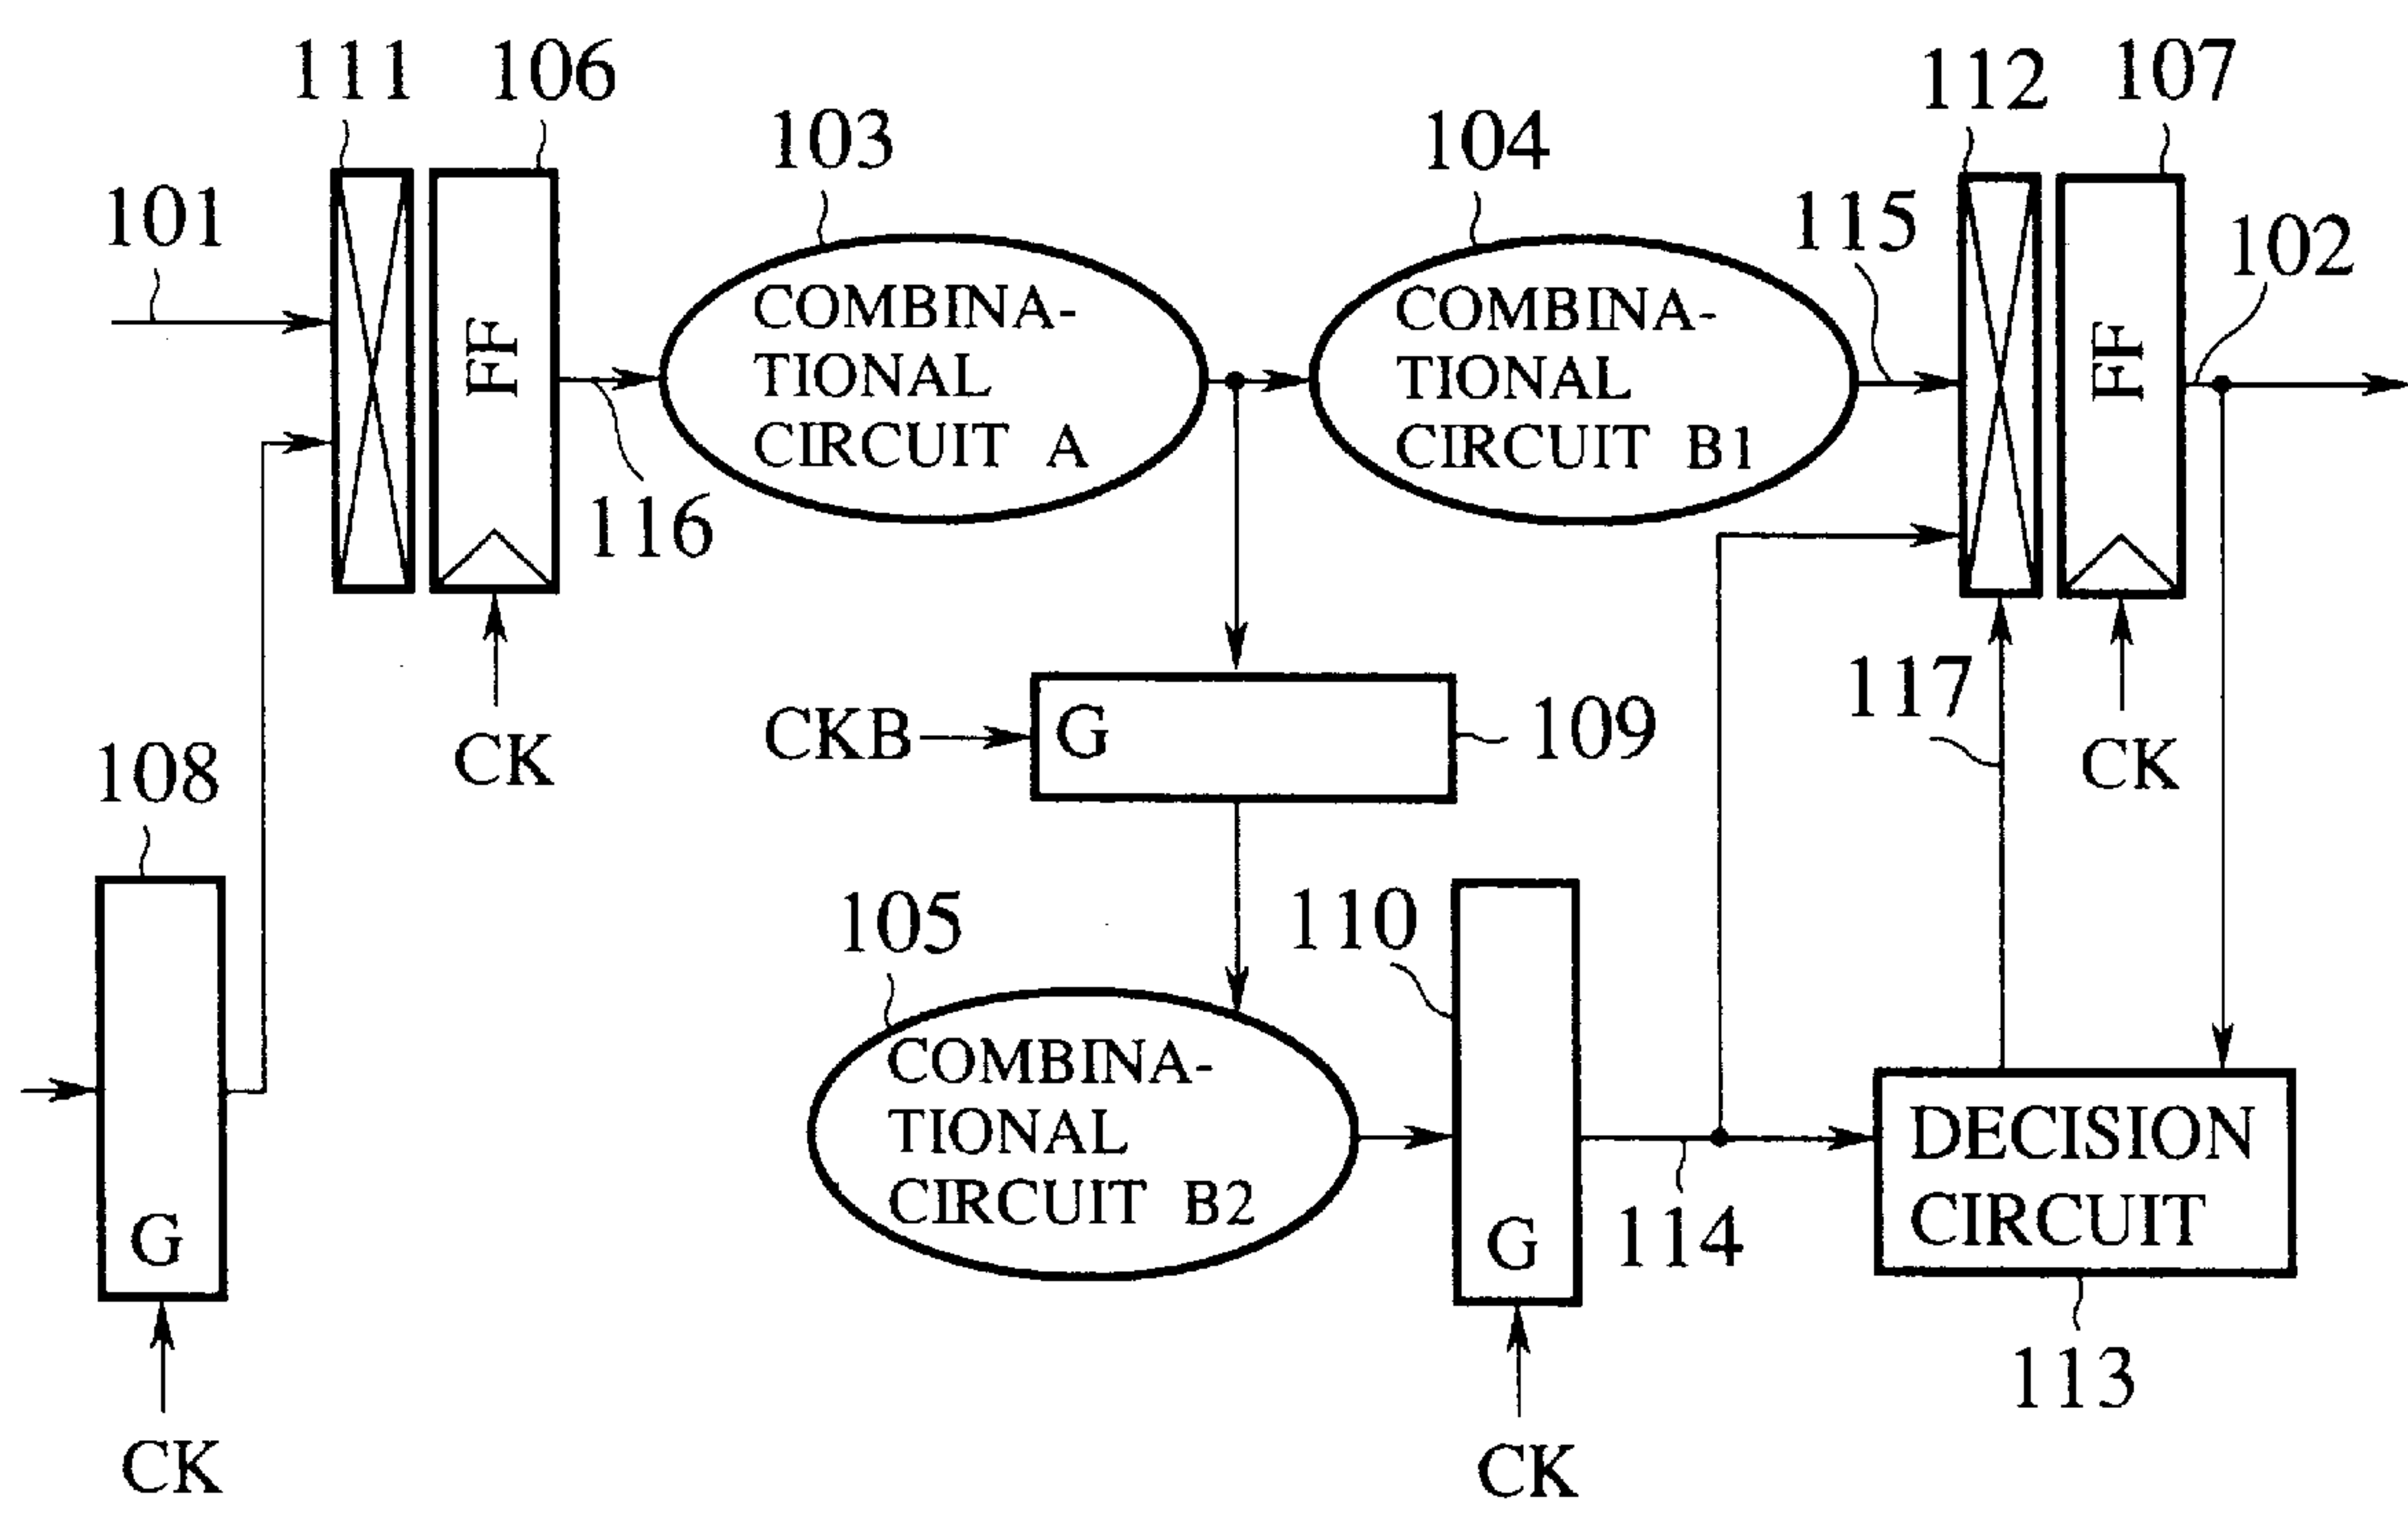 111
106
112
107
103
104
101
115
102
COMBINA-
TIONAL
CIRCUIT A
COMBINA-
TIONAL
CIRCUIT B1
FF
FF
116
117
CK
CK
CKB
G
109
108
105
110
COMBINA-
TIONAL
CIRCUIT B2
DECISION
CIRCUIT
G
G
114
113
CK
CK